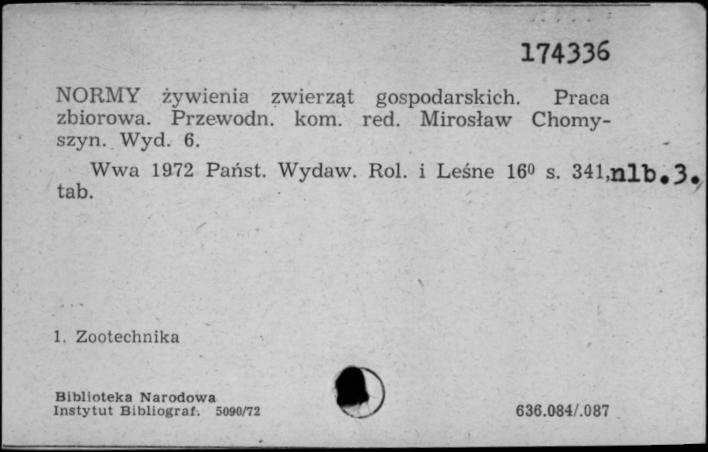 174336
NORMY żywienia zwierząt gospodarskich. Praca
zbiorowa. Przewodn. kom. red. Mirosław Chomy-
szyn. Wyd. 6.
Wwa 1972 Państ. Wydaw. Rol. i Leśne 16⁰ s. 341,nlb.3.,
tab.
1. Zootechnika
Biblioteka Narodowa
Instytut Bibliograf. 5090/72
636.084/.087